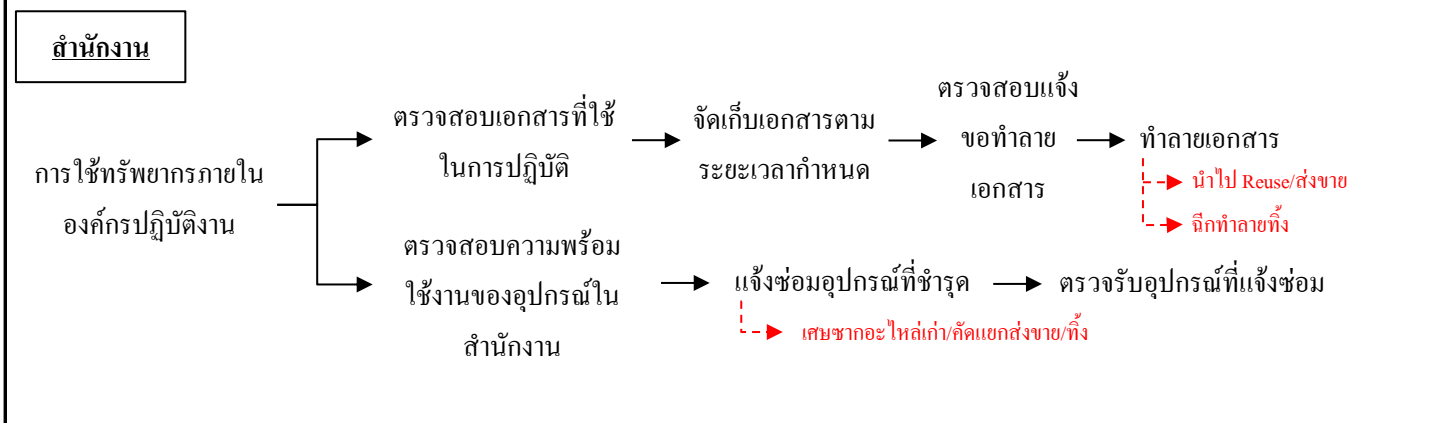 สำนักงาน
การใช้ทรัพยากรภายใน
องค์กรปฏิบัติงาน
ตรวจสอบเอกสารที่ใช้
ในการปฏิบัติ
จัดเก็บเอกสารตาม
ระยะเวลากำหนด
ตรวจสอบแจ้ง
ขอทำลาย
เอกสาร
ทำลายเอกสาร
นำไป Reuse/ส่งขาย
ฉีกทำลายทิ้ง
ตรวจสอบความพร้อม
ใช้งานของอุปกรณ์ใน
สำนักงาน
แจ้งซ่อมอุปกรณ์ที่ชำรุด
เศษซากอะไหล่เก่า/คัดแยกส่งขาย/ทิ้ง
ตรวจรับอุปกรณ์ที่แจ้งซ่อม